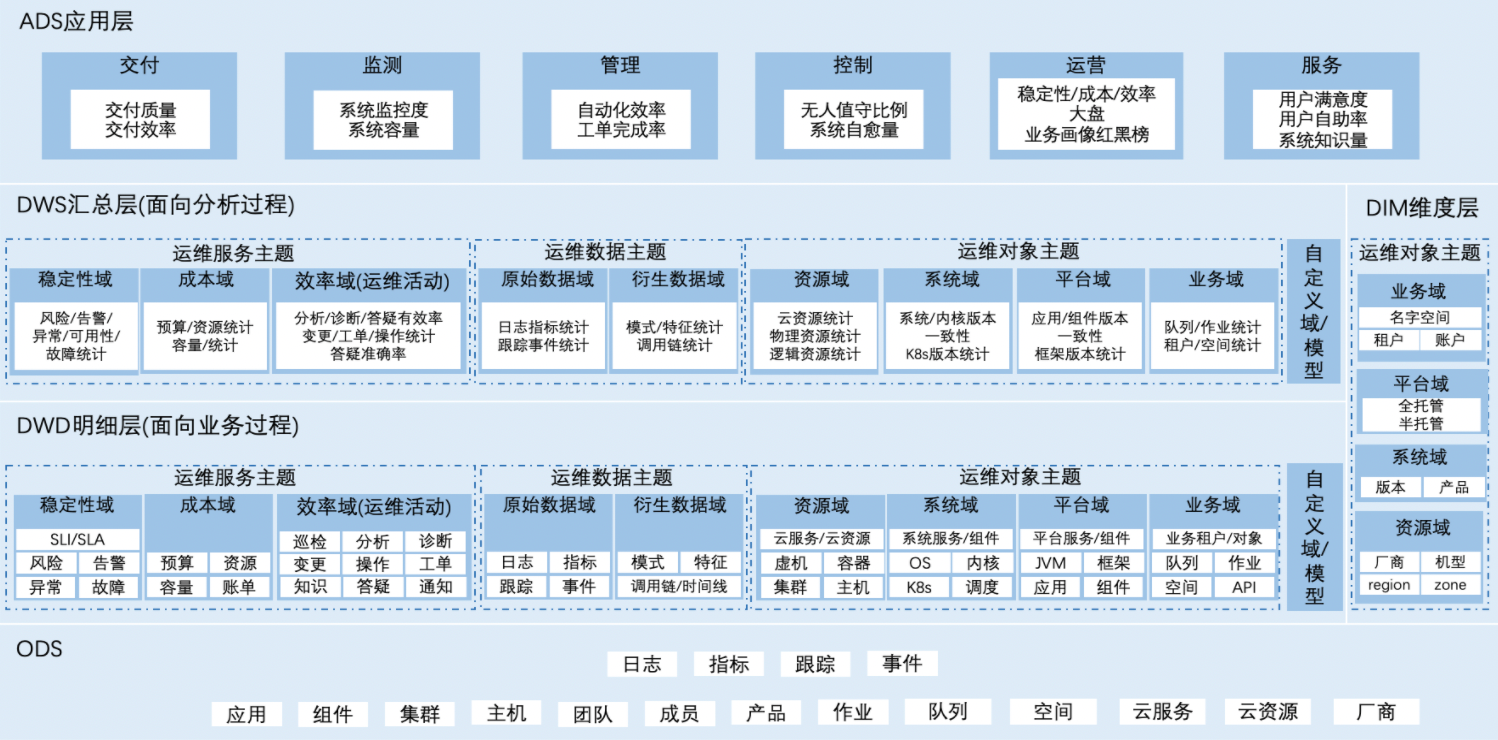 ADS应用层
交付
交付质量
交付效率
监测
系统监控度
系统容量
管理
自动化效率
工单完成率
控制
无人值守比例
系统自愈量
运营
稳定性/成本/效率
大盘
业务画像红黑榜
服务
用户满意度
用户自助率
系统知识量
DWS汇总层(面向分析过程)
运维服务主题
稳定性域
风险/告警/
异常/可用性/
故障统计
成本域
预算/资源统计
容量/统计
效率域(运维活动)
分析/诊断/答疑有效率
变更/工单/操作统计
答疑准确率
运维数据主题
原始数据域
日志指标统计
跟踪事件统计
衍生数据域
模式/特征统计
调用链统计
运维对象主题
资源域
云资源统计
物理资源统计
逻辑资源统计
系统域
系统/内核版本
一致性
K8s版本统计
平台域
应用/组件版本
一致性
框架版本统计
业务域
队列/作业统计
租户/空间统计
自
定
义
域/
模
型
DWD明细层(面向业务过程)
运维服务主题
稳定性域
SLI/SLA
风险
告警
异常
故障
成本域
预算
资源
容量
账单
效率域(运维活动)
巡检
分析
诊断
变更
操作
工单
知识
答疑
通知
运维数据主题
原始数据域
日志
指标
跟踪
事件
衍生数据域
模式
特征
调用链/时间线
运维对象主题
资源域
云服务/云资源
虚机
容器
集群
主机
系统域
系统服务/组件
OS
内核
K8s
调度
平台域
平台服务/组件
JVM
框架
应用
组件
业务域
业务租户/对象
队列
作业
空间
API
自
定
义
域/
模
型
DIM维度层
运维对象主题
业务域
名字空间
租户
账户
平台域
全托管
半托管
系统域
版本
产品
资源域
厂商
机型
region
zone
ODS
日志
指标
跟踪
事件
应用
组件
集群
主机
团队
成员
产品
作业
队列
空间
云服务
云资源
厂商